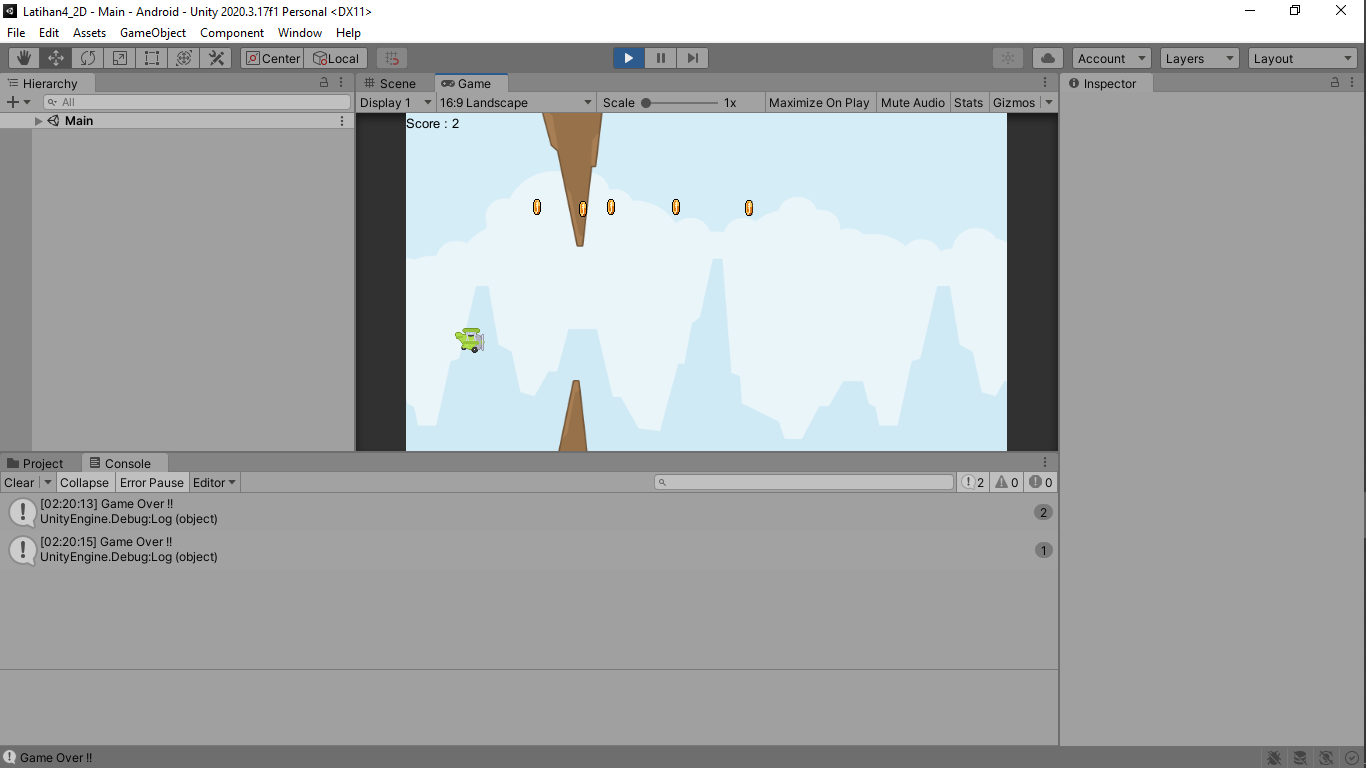 Latihan4_2D - Main - Android - Unity 2020.3.17f1 Personal <DX11>
File Edit Assets GameObject Component Window Help
Center Local Account Layers Layout
Hierarchy
All
Main
Scene Game
Display 1 16:9 Landscape Scale 1x Maximize On Play Mute Audio Stats Gizmos
Score : 2
Inspector
Project Console
Clear Collapse Error Pause Editor 2 0 0
[02:20:13] Game Over !!
UnityEngine.Debug:Log (object)
2
[02:20:15] Game Over !!
UnityEngine.Debug:Log (object)
1
Game Over !!